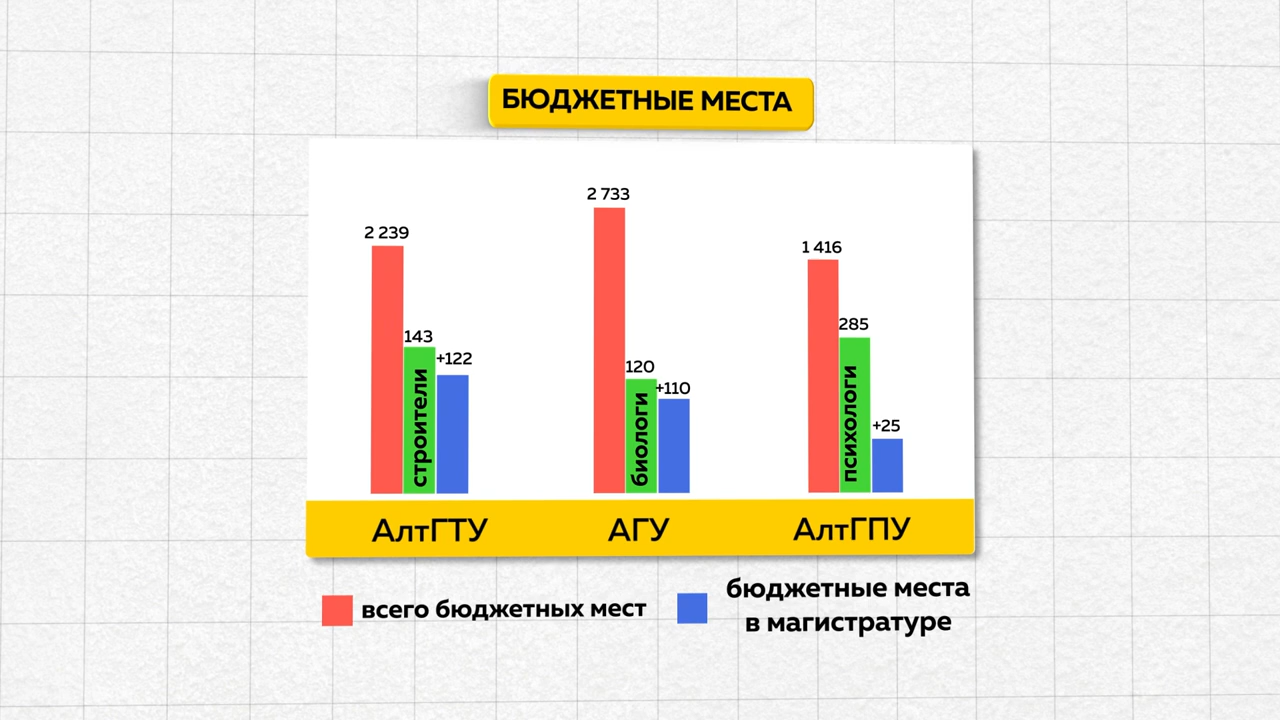 БЮДЖЕТНЫЕ МЕСТА
2 239
143
+122
строители
2 733
120
+110
биологи
1 416
285
+25
психологи
АлтГТУ
АГУ
АлтГПУ
всего бюджетных мест
бюджетные места
в магистратуре